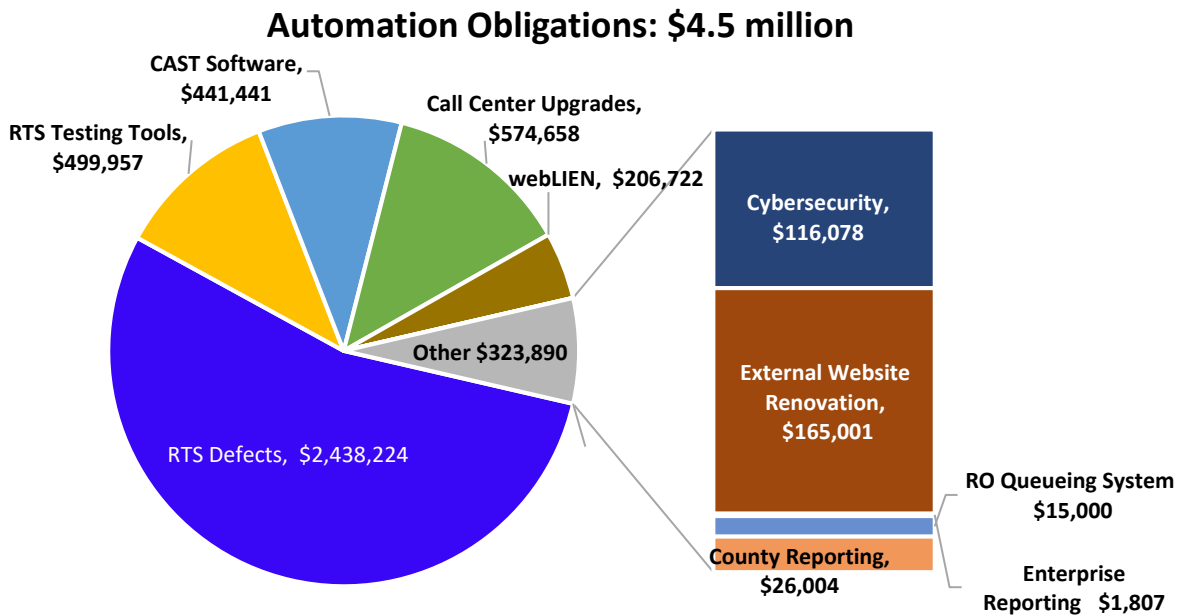 Automation Obligations: $4.5 million
CAST Software,
$441,441
Call Center Upgrades,
$574,658
RTS Testing Tools,
$499,957
webLIEN,  $206,722
Cybersecurity,
$116,078
Other $323,890
External Website
Renovation,
$165,001
RTS Defects,  $2,438,224
RO Queueing System
$15,000
County Reporting,
$26,004
Enterprise
Reporting   $1,807